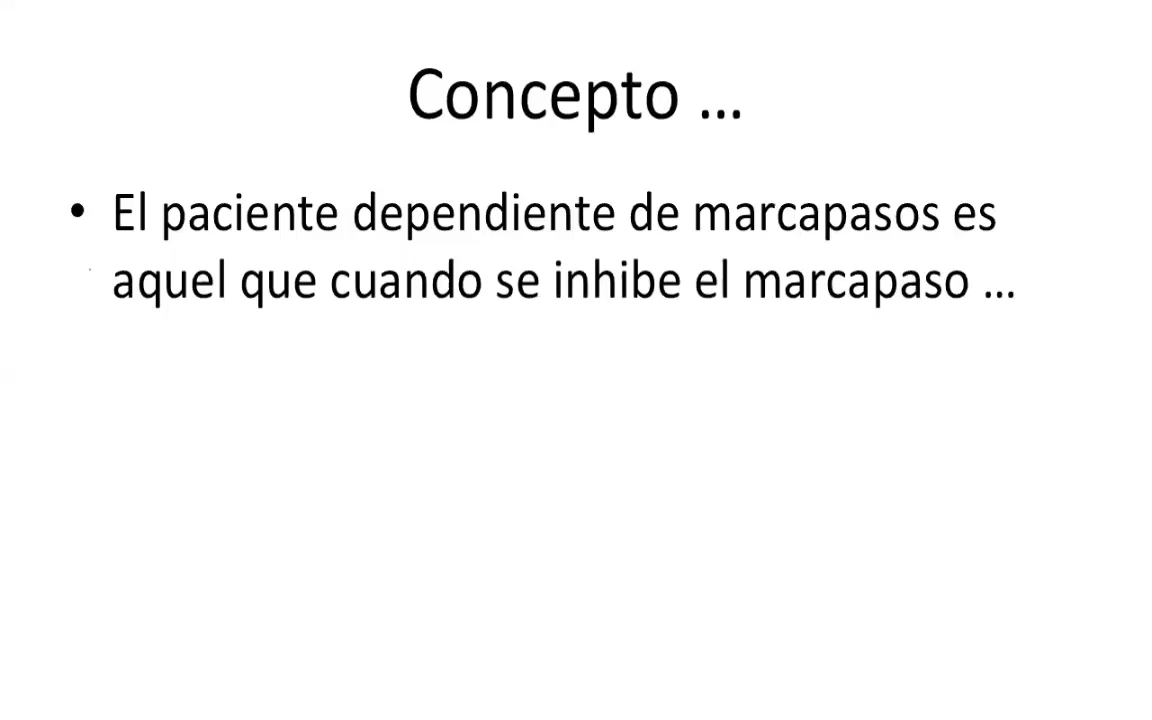 Concepto ...
• El paciente dependiente de marcapasos es
aquel que cuando se inhibe el marcapaso ...